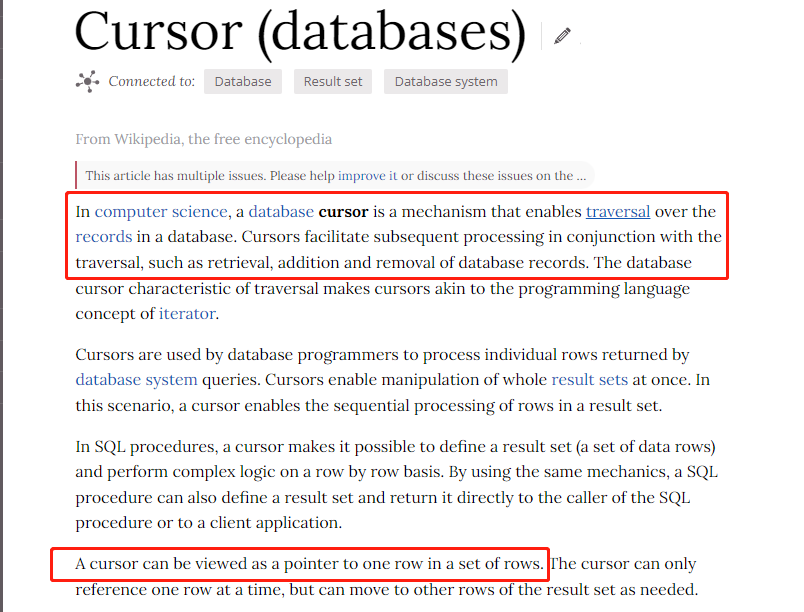 Cursor (databases)
Connected to: Database Result set Database system
From Wikipedia, the free encyclopedia
This article has multiple issues. Please help improve it or discuss these issues on the ...
In computer science, a database cursor is a mechanism that enables traversal over the
records in a database. Cursors facilitate subsequent processing in conjunction with the
traversal, such as retrieval, addition and removal of database records. The database
cursor characteristic of traversal makes cursors akin to the programming language
concept of iterator.
Cursors are used by database programmers to process individual rows returned by
database system queries. Cursors enable manipulation of whole result sets at once. In
this scenario, a cursor enables the sequential processing of rows in a result set.
In SQL procedures, a cursor makes it possible to define a result set (a set of data rows)
and perform complex logic on a row by row basis. By using the same mechanics, a SQL
procedure can also define a result set and return it directly to the caller of the SQL
procedure or to a client application.
A cursor can be viewed as a pointer to one row in a set of rows. The cursor can only
reference one row at a time, but can move to other rows of the result set as needed.